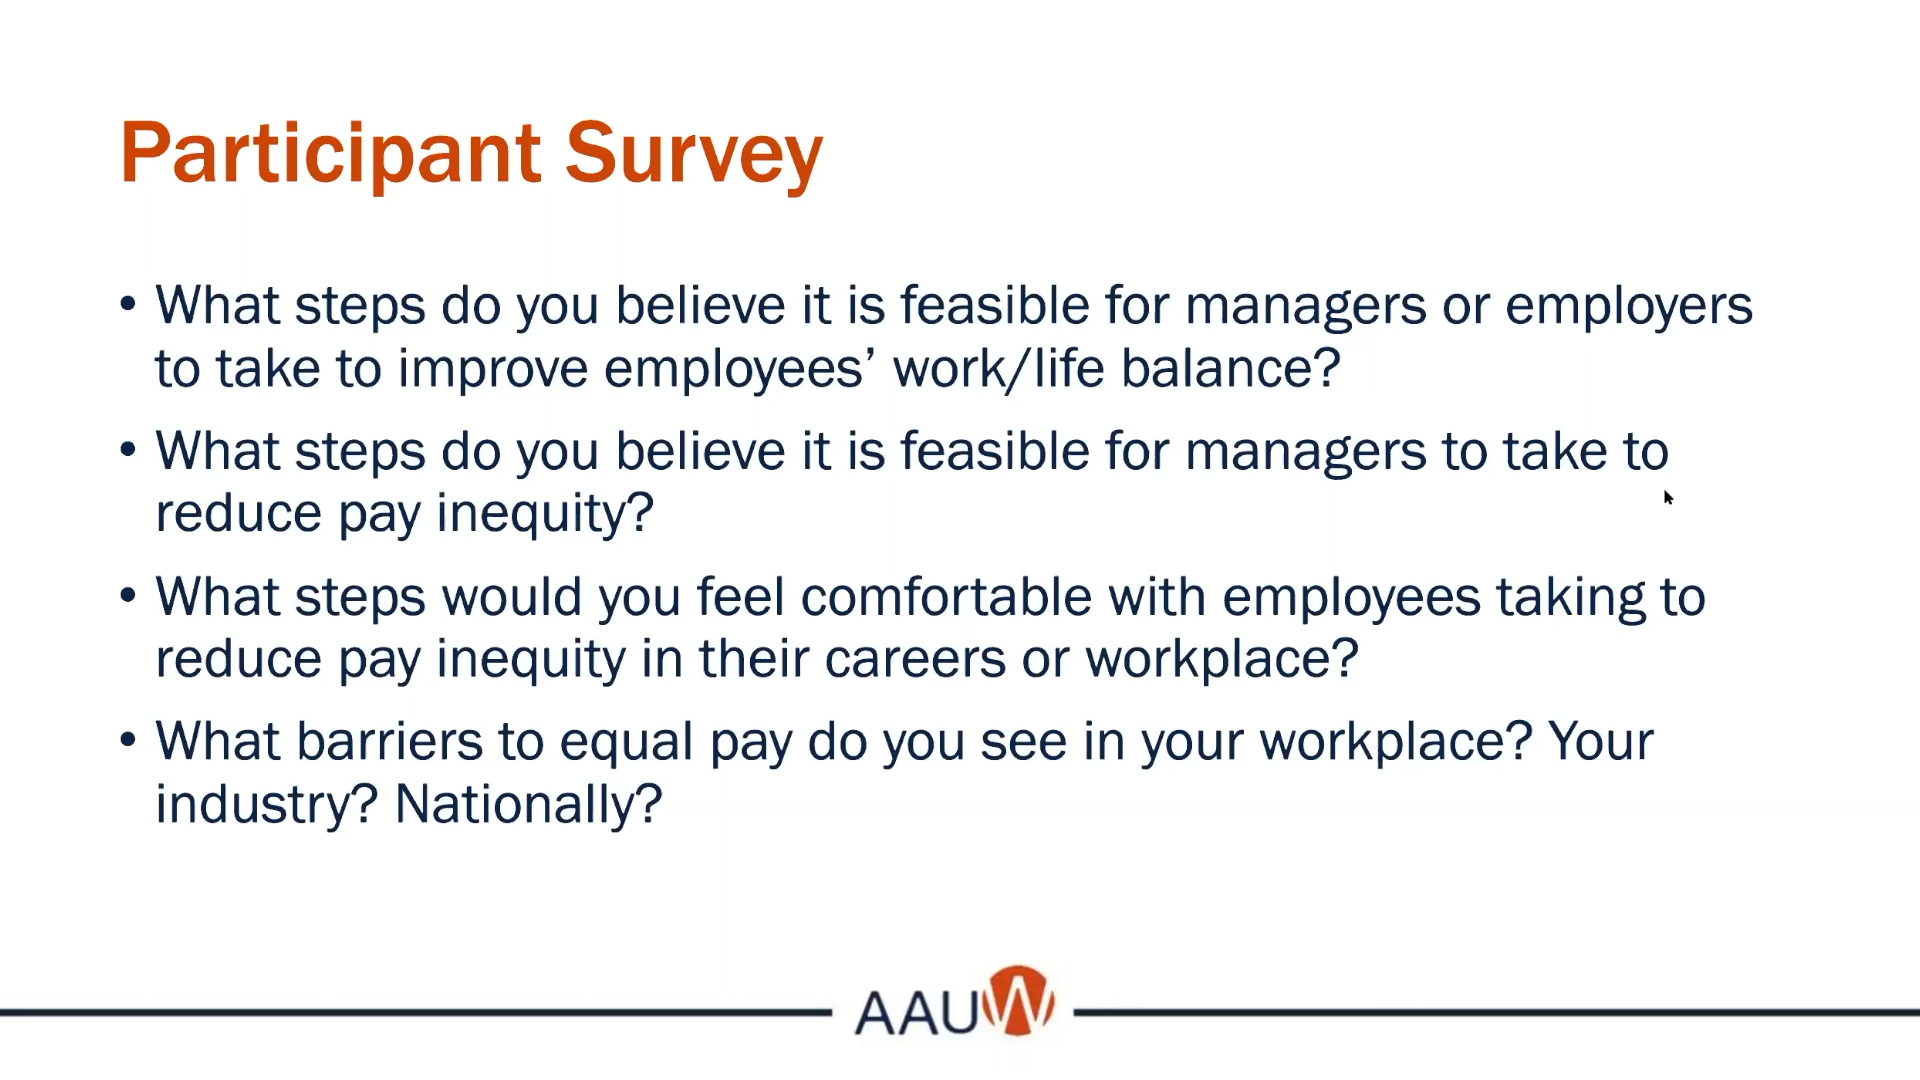 Participant Survey
• What steps do you believe it is feasible for managers or employers
to take to improve employees’ work/life balance?
• What steps do you believe it is feasible for managers to take to
reduce pay inequity?
• What steps would you feel comfortable with employees taking to
reduce pay inequity in their careers or workplace?
• What barriers to equal pay do you see in your workplace? Your
industry? Nationally?
AAUW